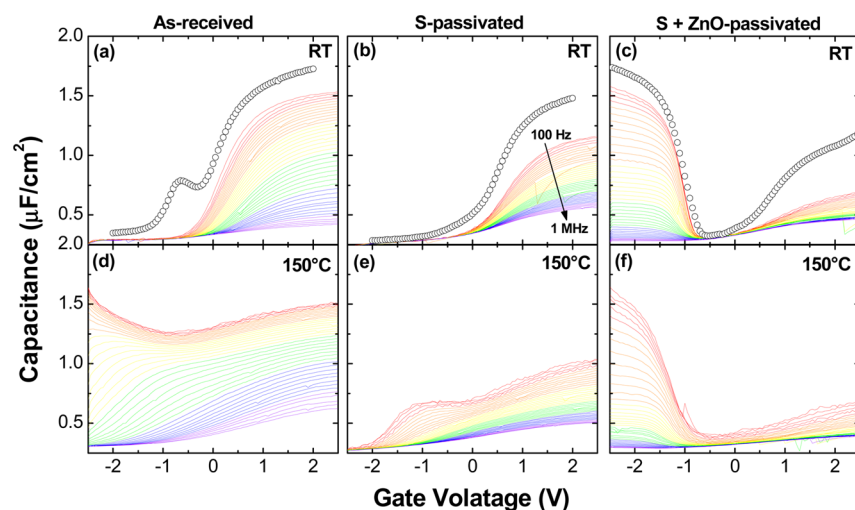 As-received S-passivated S + ZnO-passivated
(a) RT (b) RT (c) RT
2.0
1.5
1.0
0.5
100 Hz
1 MHz
2.0
(d) 150°C (e) 150°C (f) 150°C
1.5
1.0
0.5
-2 -1 0 1 2 -2 -1 0 1 2 -2 -1 0 1 2
Capacitance (μF/cm²)
Gate Volatage (V)